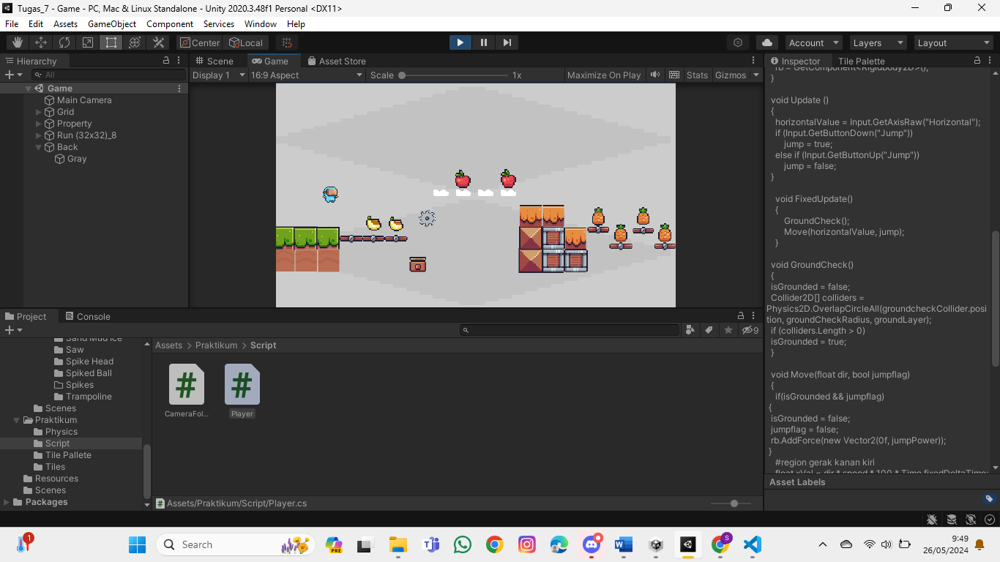 Tugas_7 - Game - PC, Mac & Linux Standalone - Unity 2020.3.48f1 Personal <DX11>
File Edit Assets GameObject Component Services Window Help
Center Local Account Layers Layout
Hierarchy Scene Game Asset Store Inspector Tile Palette
All Display 1 16:9 Aspect Scale 1x Maximize On Play Stats Gizmos
Game
Main Camera
Grid
Property
Run (32x32)_8
Back
Gray
rb = GetComponent<Rigidbody2D>();
}
void Update ()
{
horizontalValue = Input.GetAxisRaw("Horizontal");
if (Input.GetButtonDown("Jump"))
jump = true;
else if (Input.GetButtonUp("Jump"))
jump = false;
}
void FixedUpdate()
{
GroundCheck();
Move(horizontalValue, jump);
}
void GroundCheck()
{
isGrounded = false;
Collider2D[] colliders =
Physics2D.OverlapCircleAll(groundcheckCollider.posi
tion, groundCheckRadius, groundLayer);
if (colliders.Length > 0)
isGrounded = true;
}
void Move(float dir, bool jumpflag)
{
if(isGrounded && jumpflag)
{
isGrounded = false;
jumpflag = false;
rb.AddForce(new Vector2(0f, jumpPower));
}
#region gerak kanan kiri
float xVal = dir * speed * 100 * Time.fixedDeltaTime;
Asset Labels
Project Console
9
Sand Mud Ice
Saw
Spike Head
Spiked Ball
Spikes
Trampoline
Scenes
Praktikum
Physics
Script
Tile Pallete
Tiles
Resources
Scenes
Packages
Assets > Praktikum > Script
CameraFol... Player
Assets/Praktikum/Script/Player.cs
1 Search PRE S 9:49
26/05/2024